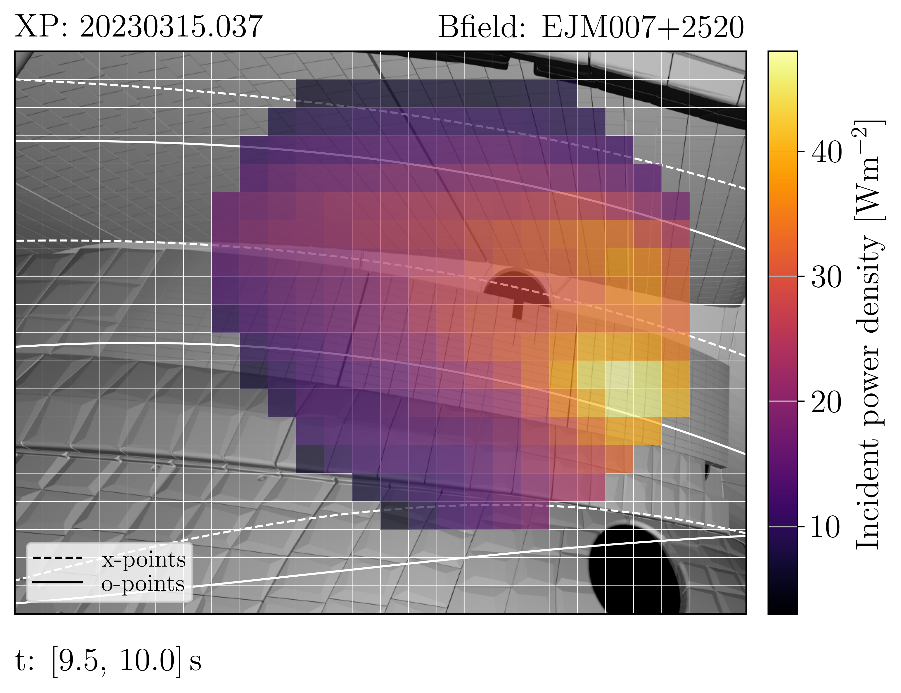 XP: 20230315.037 Bfield: EJM007+2520
40
30
20
10
Incident power density [Wm⁻²]
x-points
o-points
t: [9.5, 10.0] s